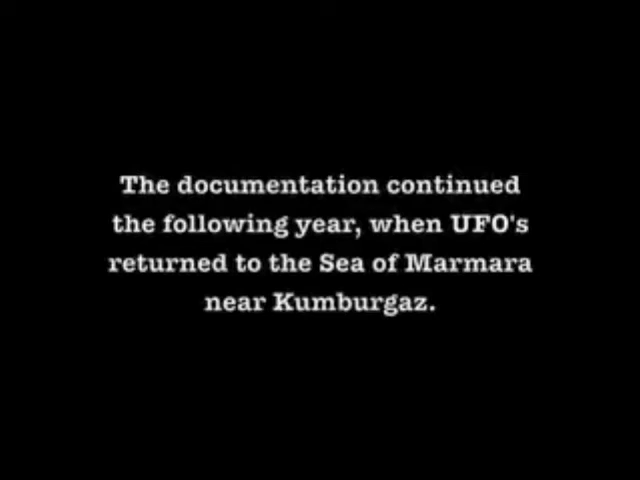 The documentation continued
the following year, when UFO's
returned to the Sea of Marmara
near Kumburgaz.